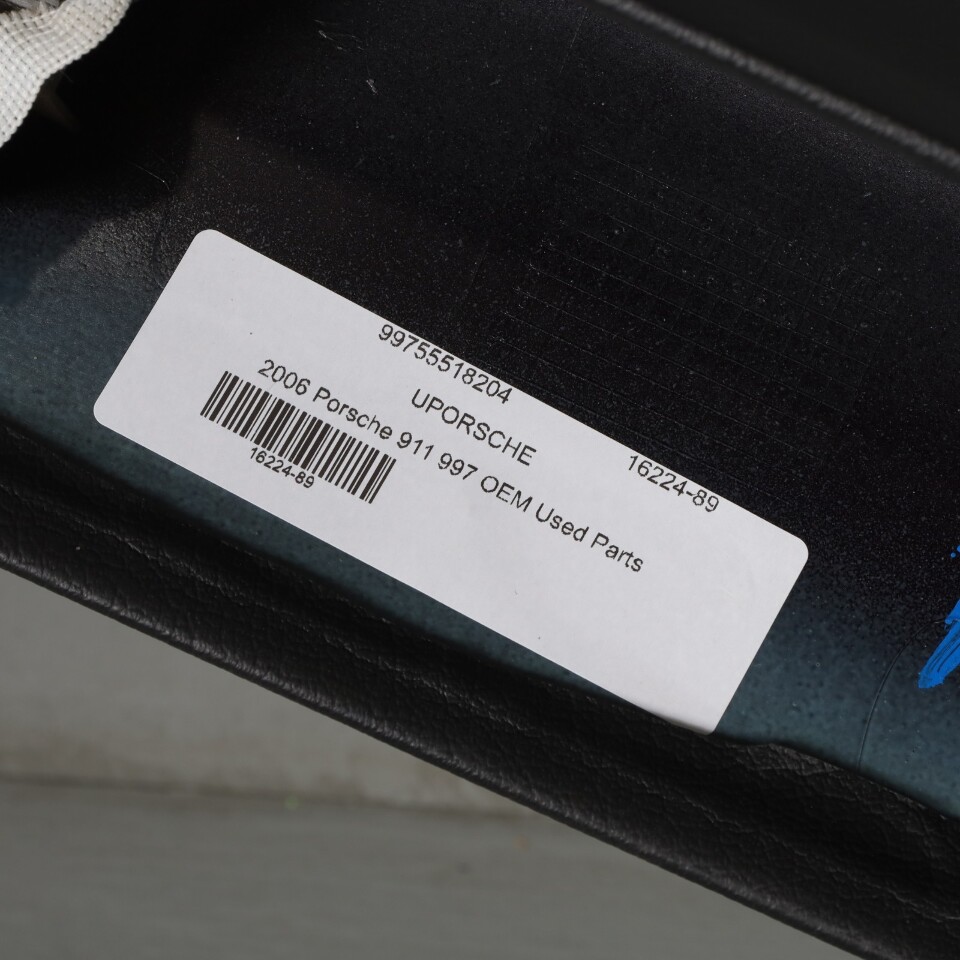 99755518204
UPORSCHE
16224-89
2006 Porsche 911 997 OEM Used Parts
16224-89